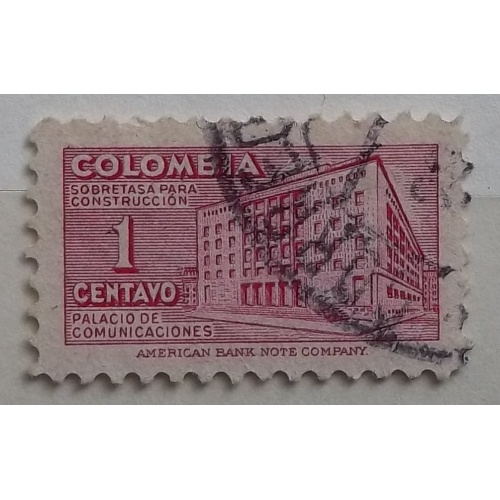 COLOMBIA
SOBRETASA PARA
CONSTRUCCIÓN
1
CENTAVO
PALACIO DE
COMUNICACIONES
AMERICAN BANK NOTE COMPANY.